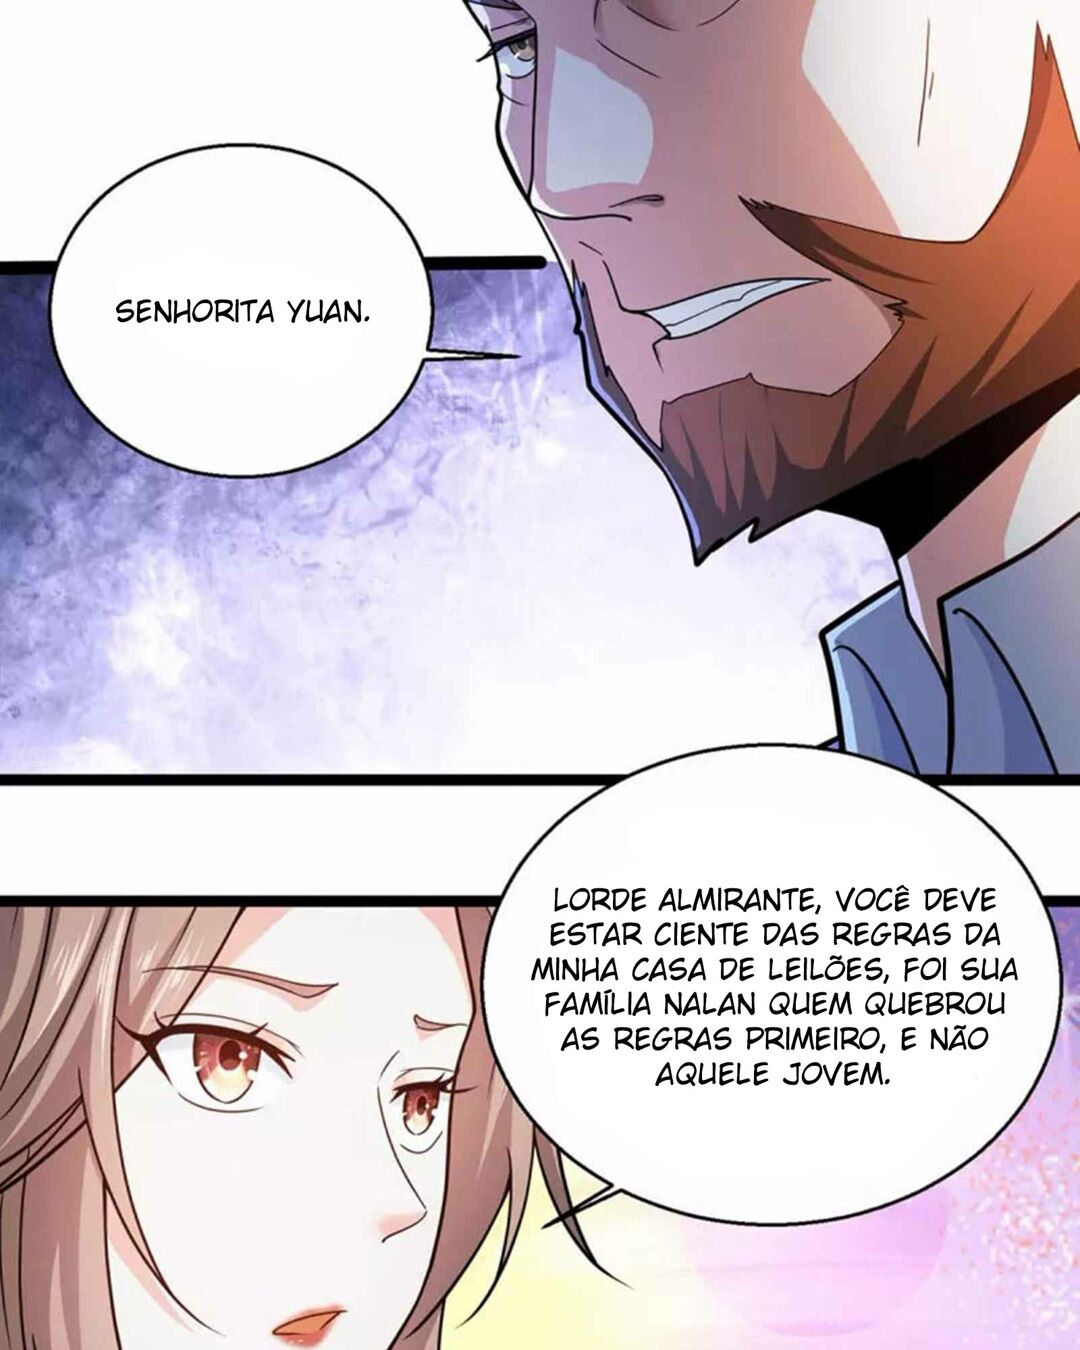 SENHORITA YUAN.
LORDE ALMIRANTE, VOCÊ DEVE
ESTAR CIENTE DAS REGRAS DA
MINHA CASA DE LEILÕES, FOI SUA
FAMÍLIA NALAN QUEM QUEBROU
AS REGRAS PRIMEIRO, E NÃO
AQUELE JOVEM.